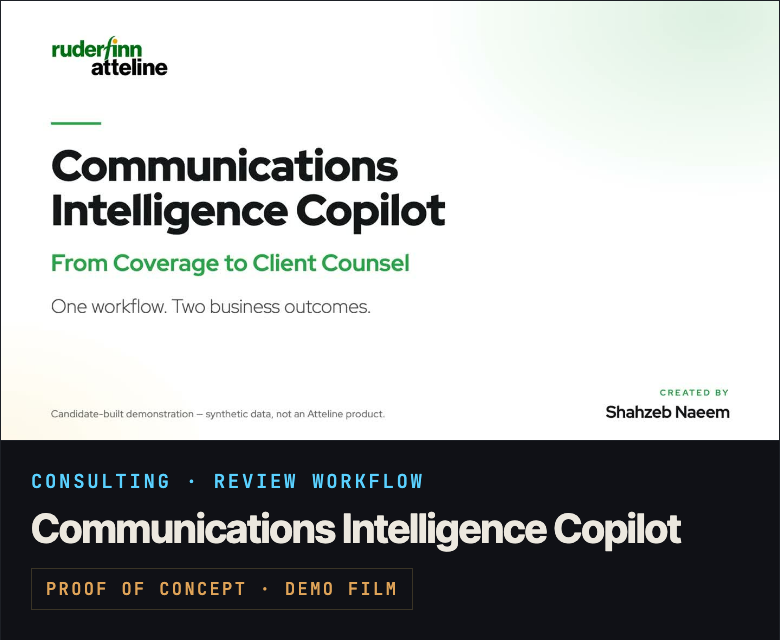 ruderfinn
atteline
Communications
Intelligence Copilot
From Coverage to Client Counsel
One workflow. Two business outcomes.
CREATED BY
Candidate-built demonstration — synthetic data, not an Atteline product.
Shahzeb Naeem
CONSULTING · REVIEW WORKFLOW
Communications Intelligence Copilot
PROOF OF CONCEPT · DEMO FILM